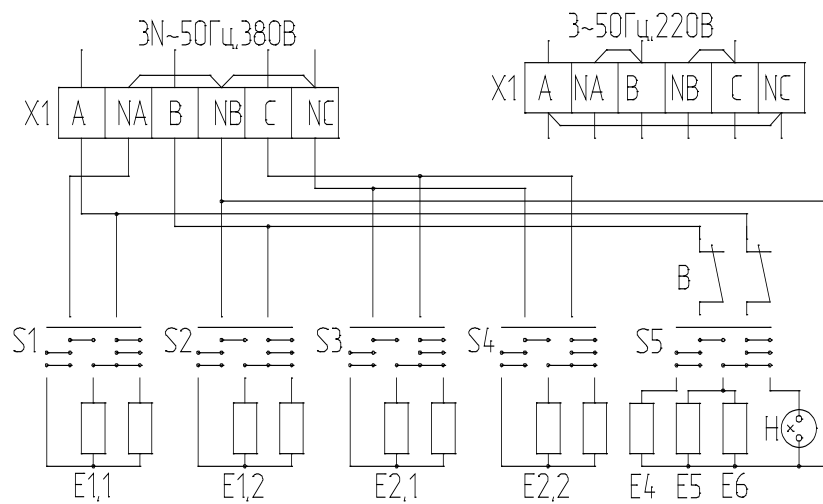 3N~50Гц,380В
3~50Гц,220В
X1 A NA B NB C NC
X1 A NA B NB C NC
B
S1 S2 S3 S4 S5
H
E1,1 E1,2 E2,1 E2,2 E4 E5 E6